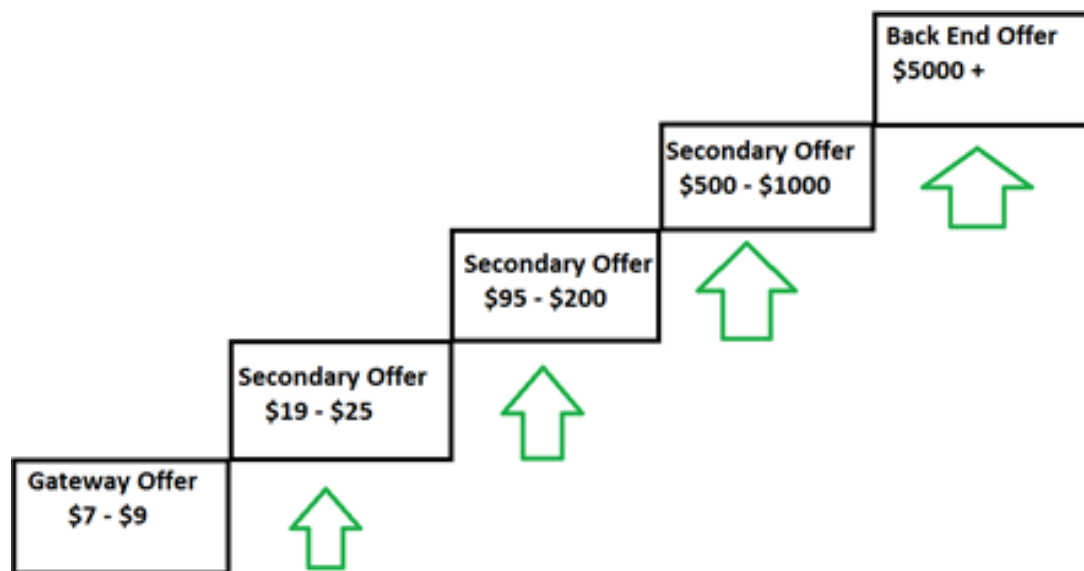 Back End Offer
$5000 +
Secondary Offer
$500 - $1000
Secondary Offer
$95 - $200
Secondary Offer
$19 - $25
Gateway Offer
$7 - $9